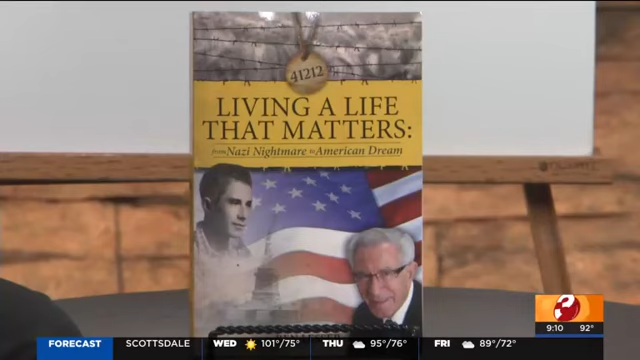 41212
LIVING A LIFE
THAT MATTERS:
from Nazi Nightmare to American Dream
9:10 92°
FORECAST SCOTTSDALE WED 101°/75° THU 95°/76° FRI 89°/72°